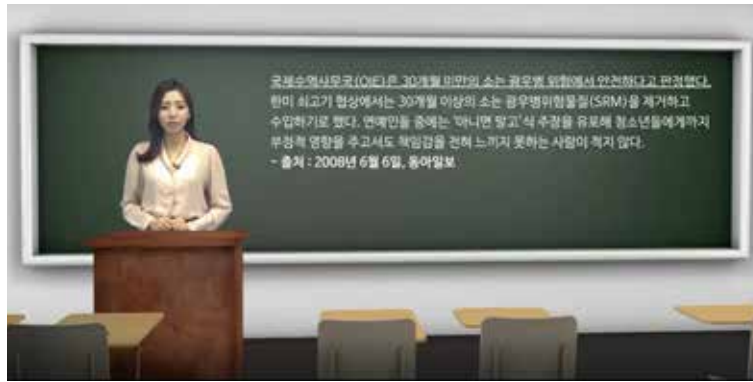 국제수역사무국(OIE)은 30개월 미만의 소는 광우병 위험에서 안전하다고 판정했다.
한미 쇠고기 협상에서는 30개월 이상의 소는 광우병위험물질(SRM)을 제거하고
수입하기로 했다. 연예인들 중에는 '아니면 말고'식 주장을 유포해 청소년들에게까지
부정적 영향을 주고서도 책임감을 전혀 느끼지 못하는 사람이 적지 않다.
- 출처 : 2008년 6월 6일, 동아일보